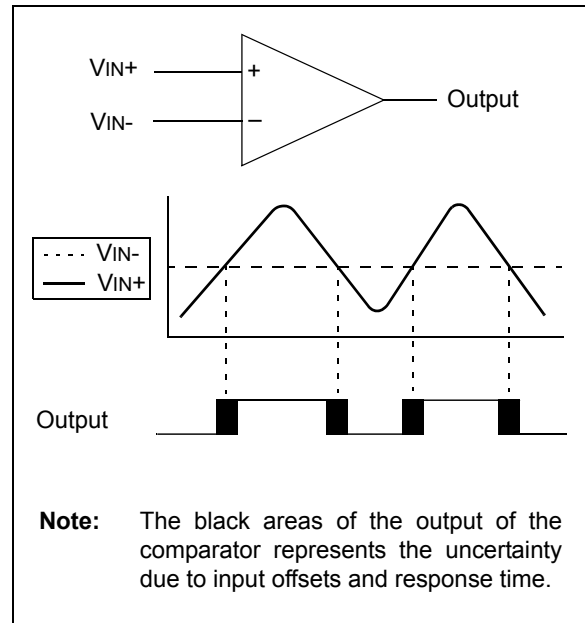 VIN+
+
Output
VIN-
–
VIN-
VIN+
Output
Note: The black areas of the output of the
comparator represents the uncertainty
due to input offsets and response time.